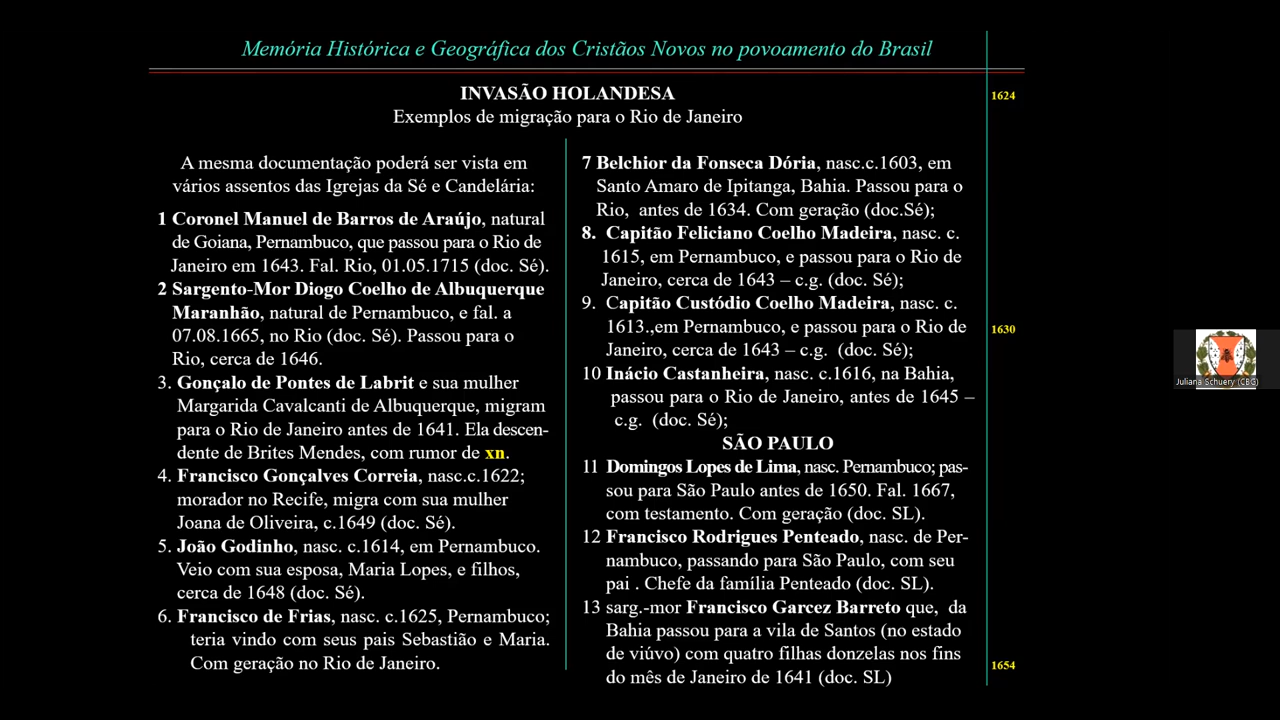 Memória Histórica e Geográfica dos Cristãos Novos no povoamento do Brasil
INVASÃO HOLANDESA
Exemplos de migração para o Rio de Janeiro
A mesma documentação poderá ser vista em
vários assentos das Igrejas da Sé e Candelária:
1 Coronel Manuel de Barros de Araújo, natural
de Goiana, Pernambuco, que passou para o Rio de
Janeiro em 1643. Fal. Rio, 01.05.1715 (doc. Sé).
2 Sargento-Mor Diogo Coelho de Albuquerque
Maranhão, natural de Pernambuco, e fal. a
07.08.1665, no Rio (doc. Sé). Passou para o
Rio, cerca de 1646.
3. Gonçalo de Pontes de Labrit e sua mulher
Margarida Cavalcanti de Albuquerque, migram
para o Rio de Janeiro antes de 1641. Ela descen-
dente de Brites Mendes, com rumor de xn.
4. Francisco Gonçalves Correia, nasc.c.1622;
morador no Recife, migra com sua mulher
Joana de Oliveira, c.1649 (doc. Sé).
5. João Godinho, nasc. c.1614, em Pernambuco.
Veio com sua esposa, Maria Lopes, e filhos,
cerca de 1648 (doc. Sé).
6. Francisco de Frias, nasc. c.1625, Pernambuco;
teria vindo com seus pais Sebastião e Maria.
Com geração no Rio de Janeiro.
7 Belchior da Fonseca Dória, nasc.c.1603, em
Santo Amaro de Ipitanga, Bahia. Passou para o
Rio, antes de 1634. Com geração (doc.Sé);
8. Capitão Feliciano Coelho Madeira, nasc. c.
1615, em Pernambuco, e passou para o Rio de
Janeiro, cerca de 1643 – c.g. (doc. Sé);
9. Capitão Custódio Coelho Madeira, nasc. c.
1613.,em Pernambuco, e passou para o Rio de
Janeiro, cerca de 1643 – c.g. (doc. Sé);
10 Inácio Castanheira, nasc. c.1616, na Bahia,
passou para o Rio de Janeiro, antes de 1645 –
c.g. (doc. Sé);
SÃO PAULO
11 Domingos Lopes de Lima, nasc. Pernambuco; pas-
sou para São Paulo antes de 1650. Fal. 1667,
com testamento. Com geração (doc. SL).
12 Francisco Rodrigues Penteado, nasc. de Per-
nambuco, passando para São Paulo, com seu
pai . Chefe da família Penteado (doc. SL).
13 sarg.-mor Francisco Garcez Barreto que, da
Bahia passou para a vila de Santos (no estado
de viúvo) com quatro filhas donzelas nos fins
do mês de Janeiro de 1641 (doc. SL)
1624
1630
1654
Juliana Schuery (CBG)